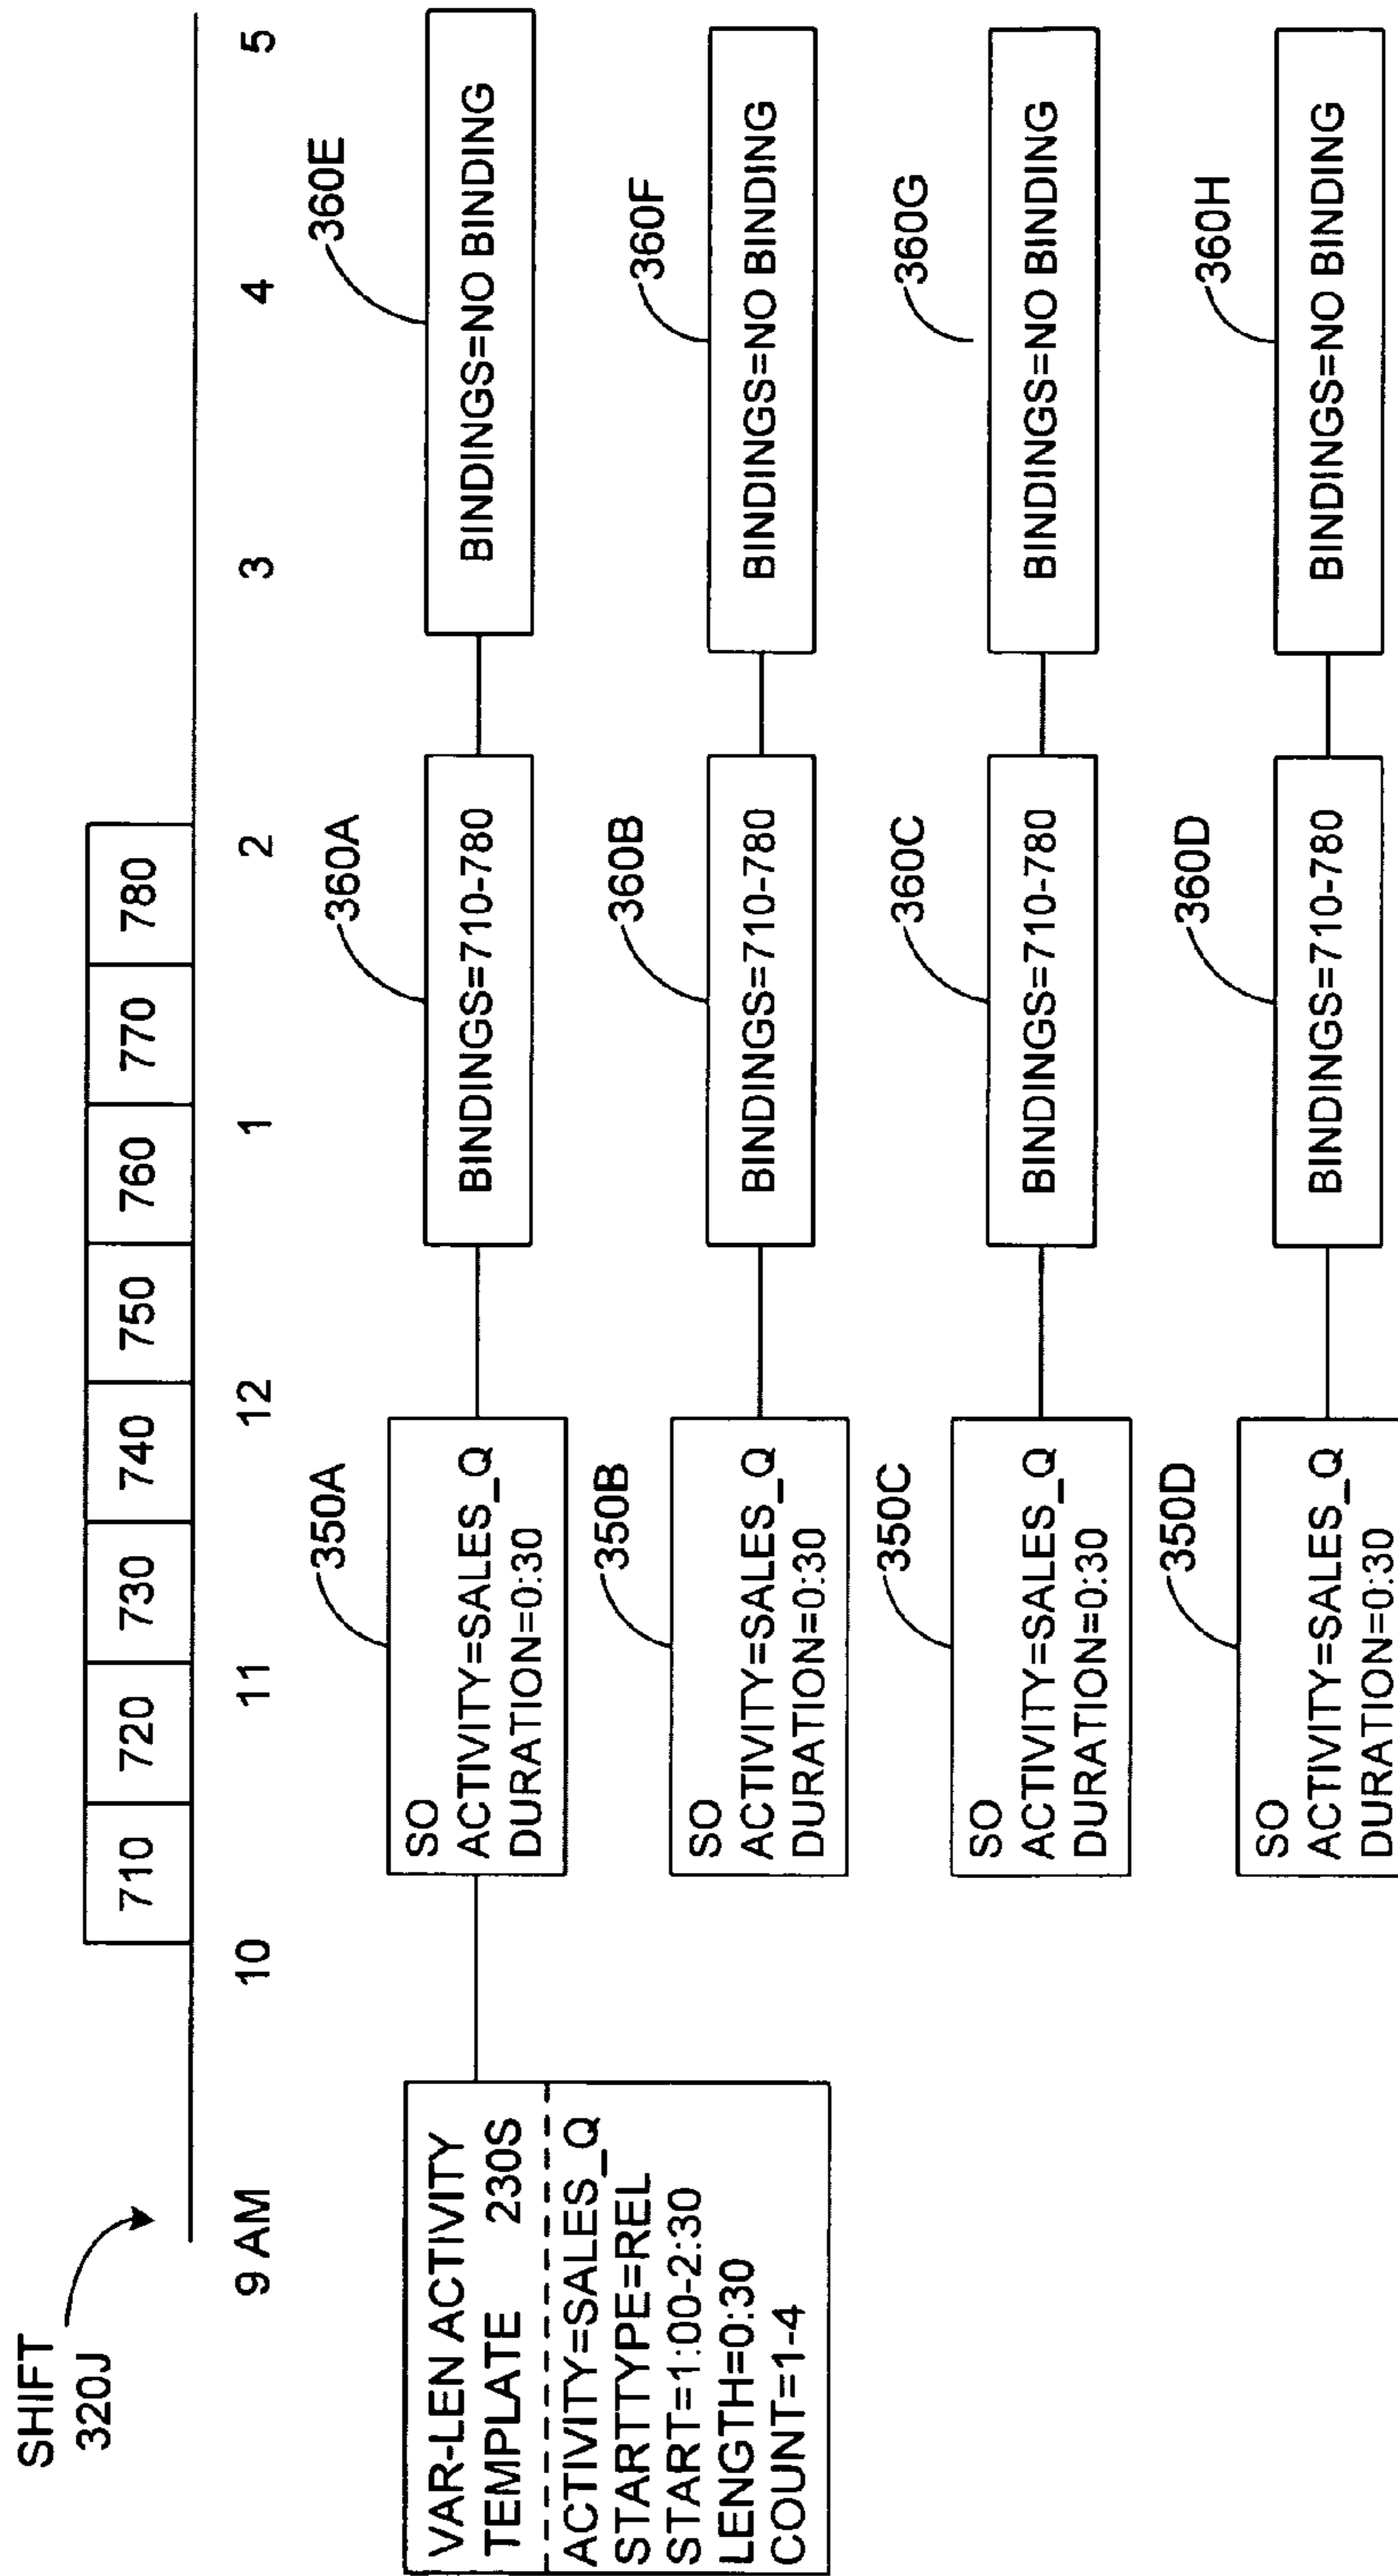 SHIFT
320J
710 720 730 740 750 760 770 780
9 AM 10 11 12 1 2 3 4 5
VAR-LEN ACTIVITY
TEMPLATE 230S
ACTIVITY=SALES_Q
STARTTYPE=REL
START=1:00-2:30
LENGTH=0:30
COUNT=1-4
350A
SO
ACTIVITY=SALES_Q
DURATION=0:30
360A
BINDINGS=710-780
360E
BINDINGS=NO BINDING
350B
SO
ACTIVITY=SALES_Q
DURATION=0:30
360B
BINDINGS=710-780
360F
BINDINGS=NO BINDING
350C
SO
ACTIVITY=SALES_Q
DURATION=0:30
360C
BINDINGS=710-780
360G
BINDINGS=NO BINDING
350D
SO
ACTIVITY=SALES_Q
DURATION=0:30
360D
BINDINGS=710-780
360H
BINDINGS=NO BINDING